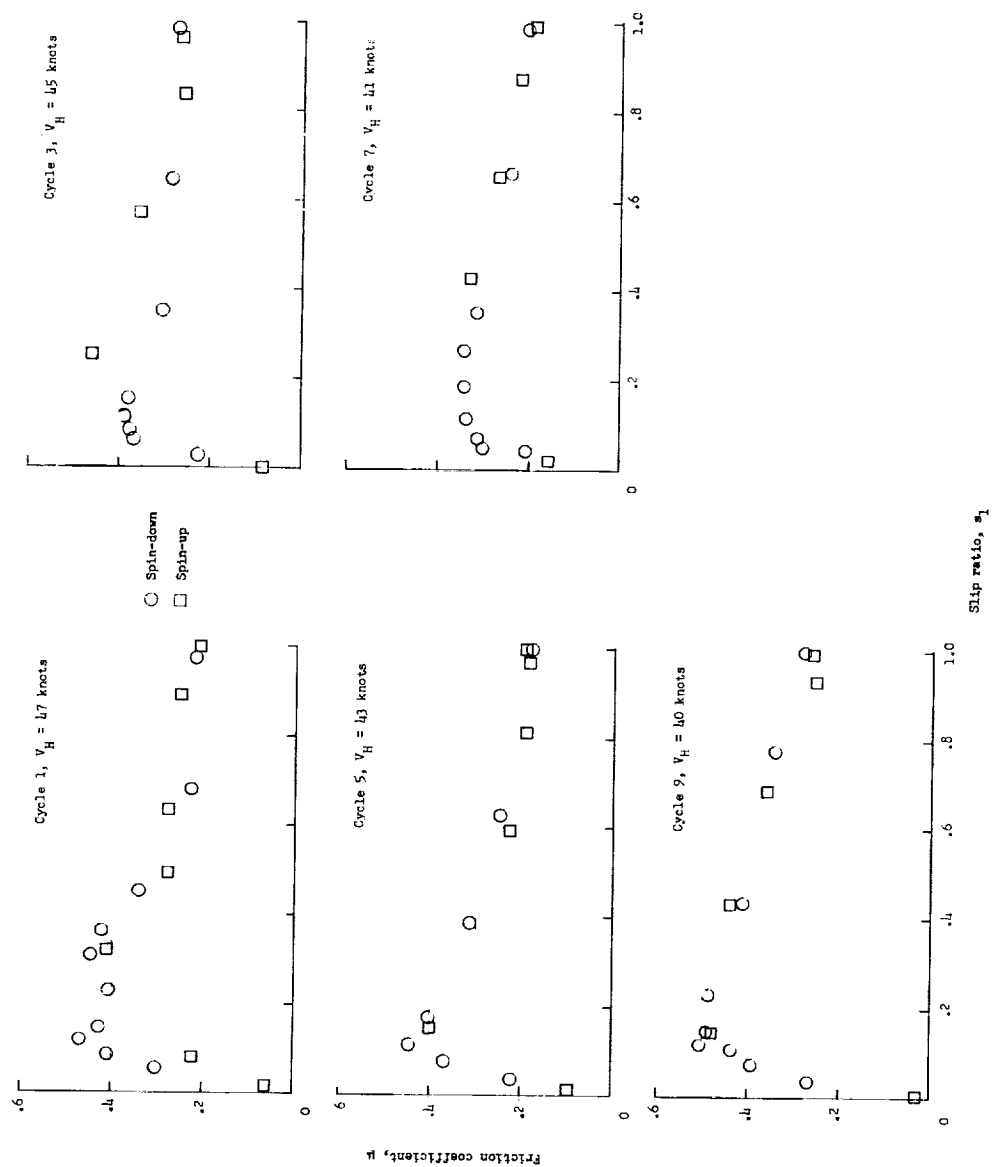 Cycle 1, V_H = 47 knots
Cycle 3, V_H = 45 knots
○ Spin-down
□ Spin-up
.6
.4
.2
0
Cycle 5, V_H = 43 knots
Cycle 7, V_H = 41 knots
.6
.4
.2
0
0
.2
.4
.6
.8
1.0
Cycle 9, V_H = 40 knots
.6
.4
.2
0
0
.2
.4
.6
.8
1.0
Friction coefficient, μ
Slip ratio, s₁